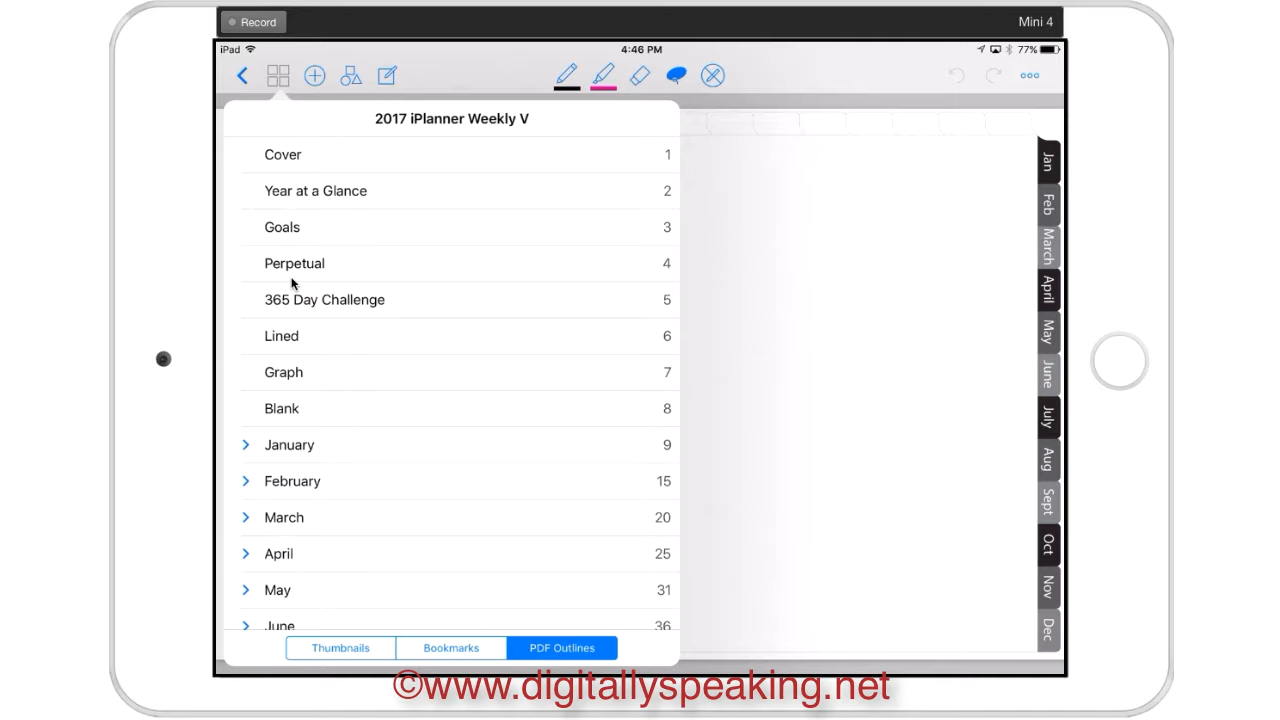 Record
Mini 4
iPad
4:46 PM
77%
2017 iPlanner Weekly V
Cover 1
Year at a Glance 2
Goals 3
Perpetual 4
365 Day Challenge 5
Lined 6
Graph 7
Blank 8
January 9
February 15
March 20
April 25
May 31
June 36
Thumbnails
Bookmarks
PDF Outlines
Jan
Feb
March
April
May
June
July
Aug
Sept
Oct
Nov
Dec
©www.digitallyspeaking.net